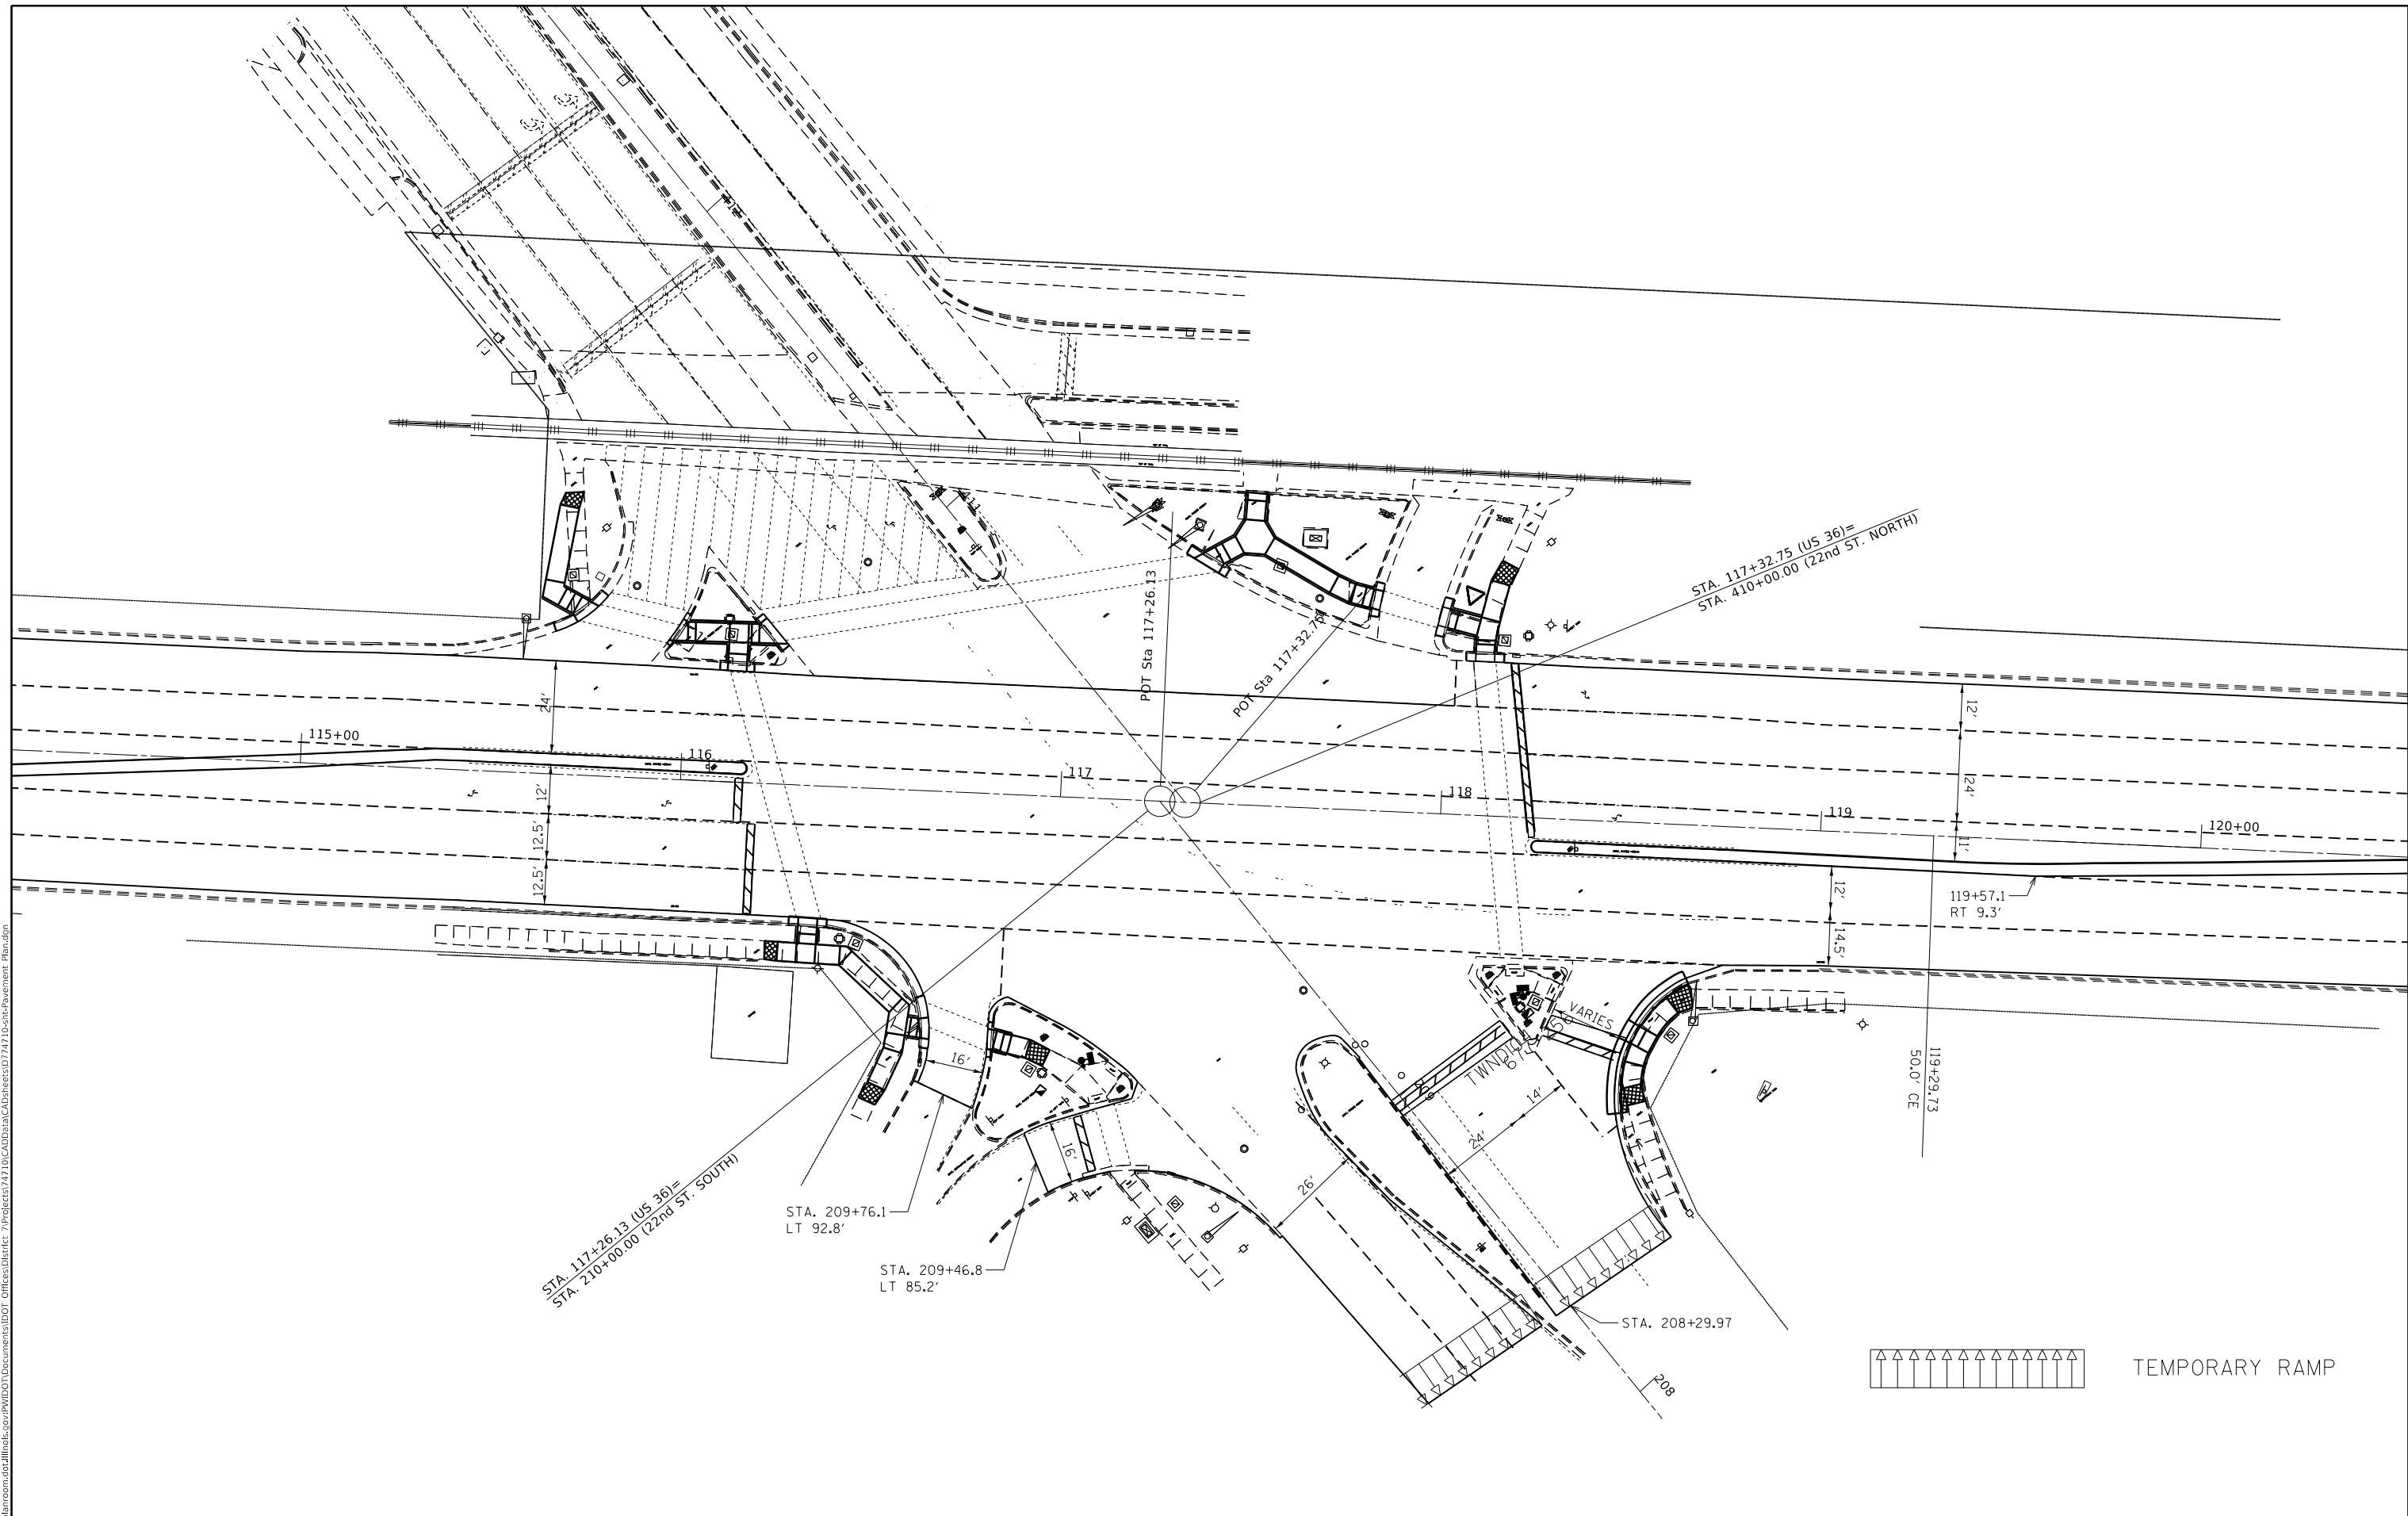 POT Sta 117+26.13
POT Sta 117+32.76
STA. 117+32.75 (US 36)=
STA. 410+00.00 (22nd ST. NORTH)
24'
12'
124'
11'
115+00
116
117
118
119
120+00
12'
12.5'
12.5'
12'
14.5'
119+57.1
RT 9.3'
119+29.73
50.0' CE
VARIES
16'
16'
14'
24'
26'
STA. 209+76.1
LT 92.8'
STA. 209+46.8
LT 85.2'
STA. 117+26.13 (US 36)=
STA. 210+00.00 (22nd ST. SOUTH)
STA. 208+29.97
208
TEMPORARY RAMP